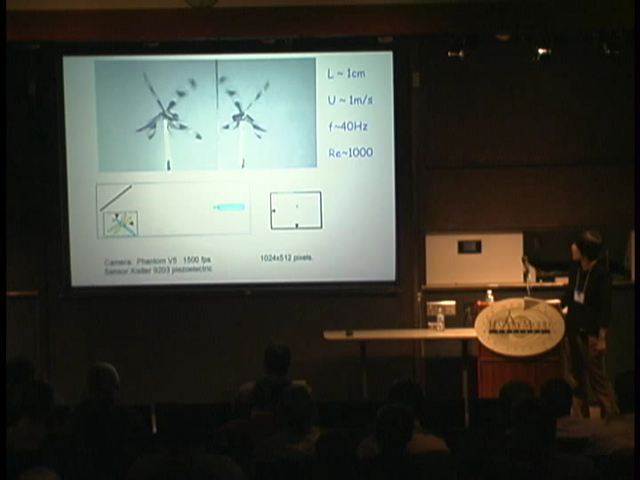 L ~ 1cm
U ~ 1m/s
f~40Hz
Re~1000
Camera: Phantom V5 1500 fps
Sensor: Kistler 9203 piezoelectric
1024x512 pixels.